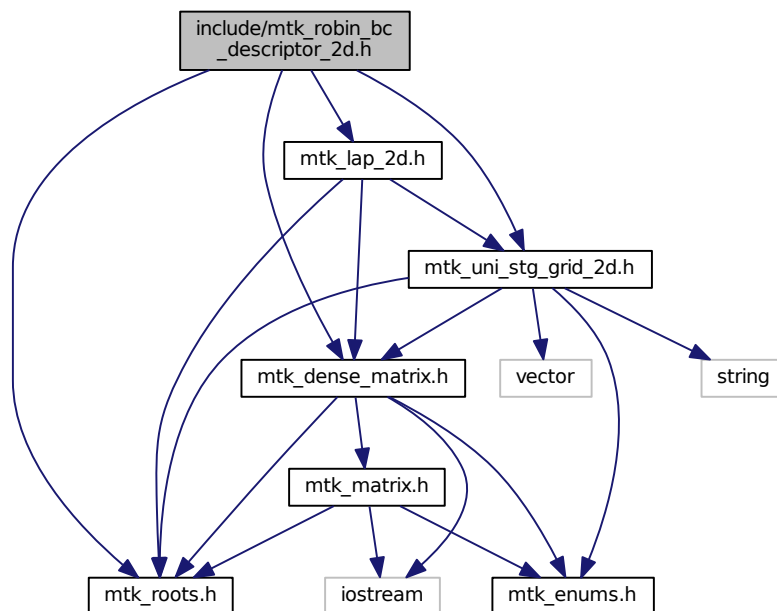 include/mtk_robin_bc
_descriptor_2d.h
mtk_lap_2d.h
mtk_uni_stg_grid_2d.h
mtk_dense_matrix.h
vector
string
mtk_matrix.h
mtk_roots.h
iostream
mtk_enums.h